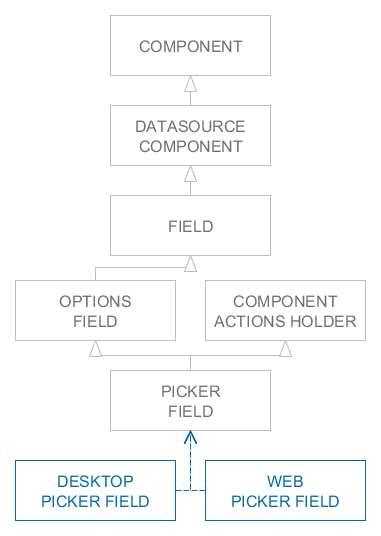 COMPONENT
DATASOURCE
COMPONENT
FIELD
OPTIONS
FIELD
COMPONENT
ACTIONS HOLDER
PICKER
FIELD
DESKTOP
PICKER FIELD
WEB
PICKER FIELD